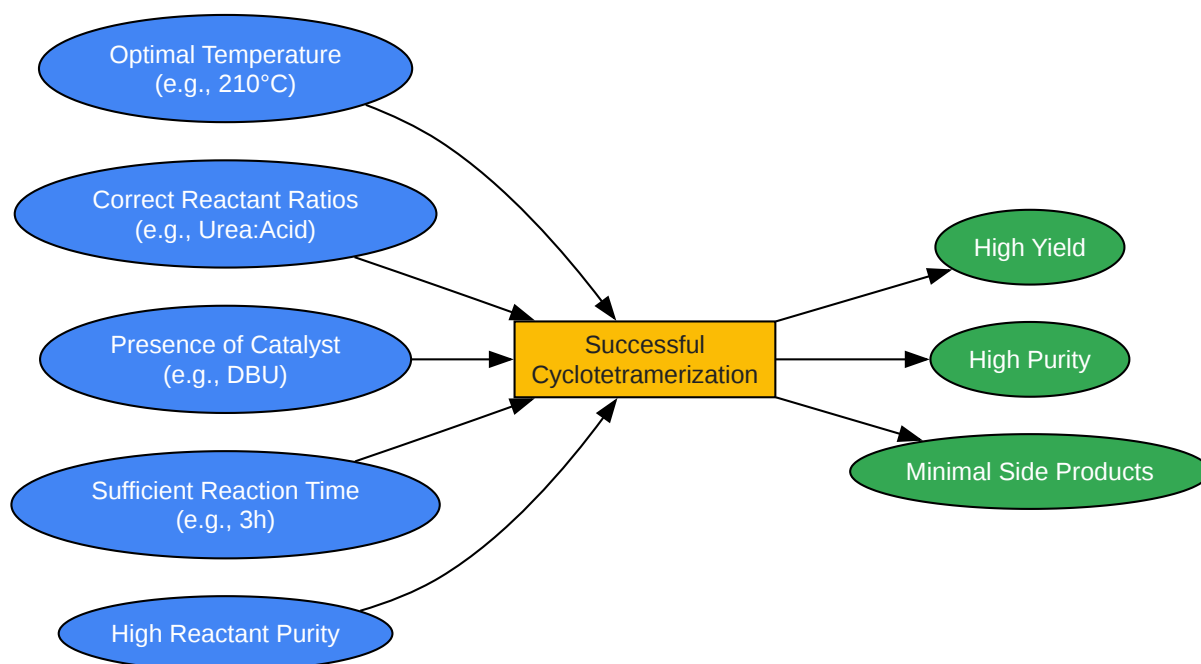 Optimal Temperature
(e.g., 210°C)
Correct Reactant Ratios
(e.g., Urea:Acid)
Presence of Catalyst
(e.g., DBU)
Sufficient Reaction Time
(e.g., 3h)
High Reactant Purity
Successful
Cyclotetramerization
High Yield
High Purity
Minimal Side Products